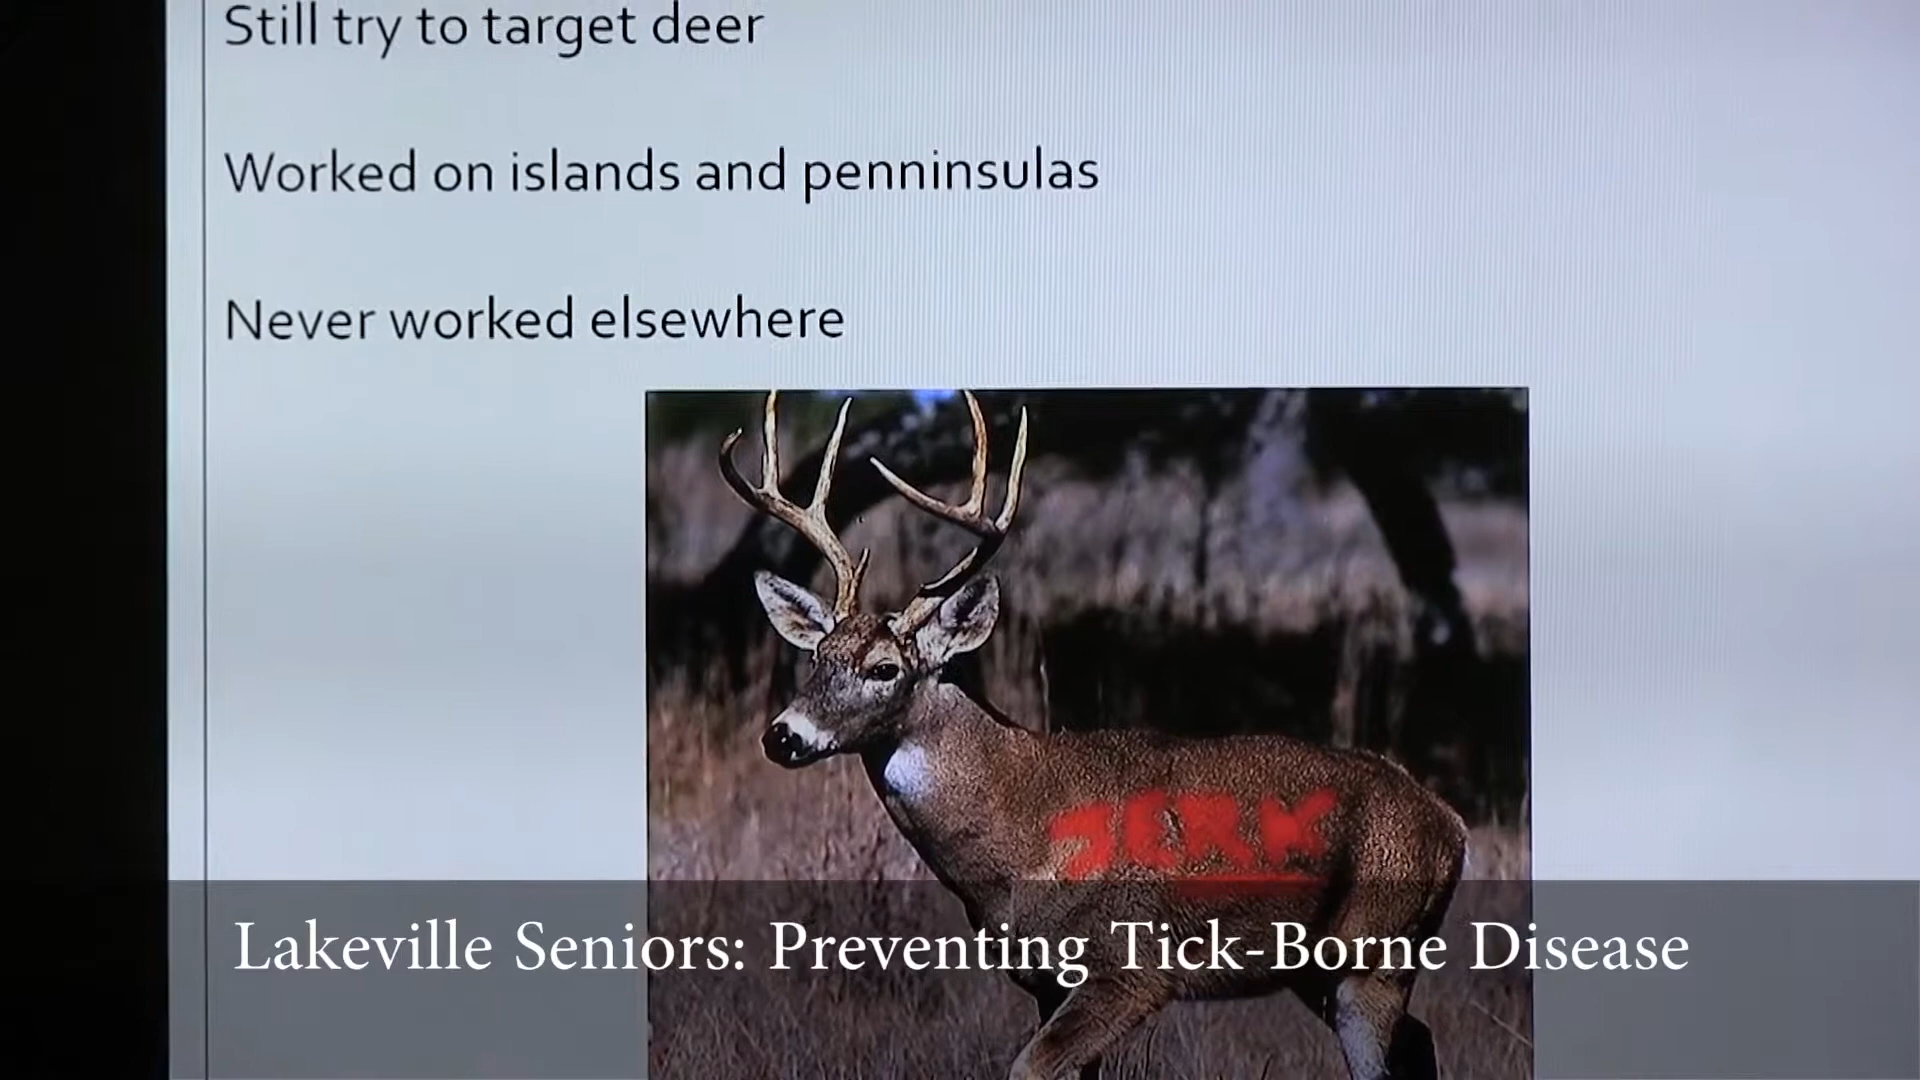 Still try to target deer
Worked on islands and penninsulas
Never worked elsewhere
JERK
Lakeville Seniors: Preventing Tick-Borne Disease